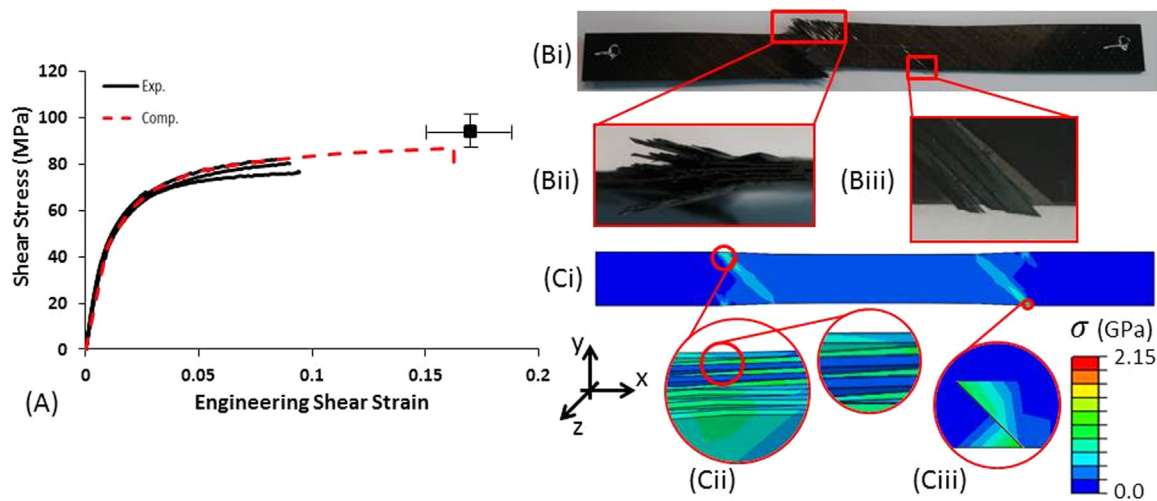 120
100
80
60
40
20
0
Shear Stress (MPa)
Exp.
Comp.
0
0.05
0.1
0.15
0.2
Engineering Shear Strain
(A)
(Bi)
(Bii)
(Biii)
(Ci)
(Cii)
(Ciii)
y
x
z
σ (GPa)
2.15
0.0